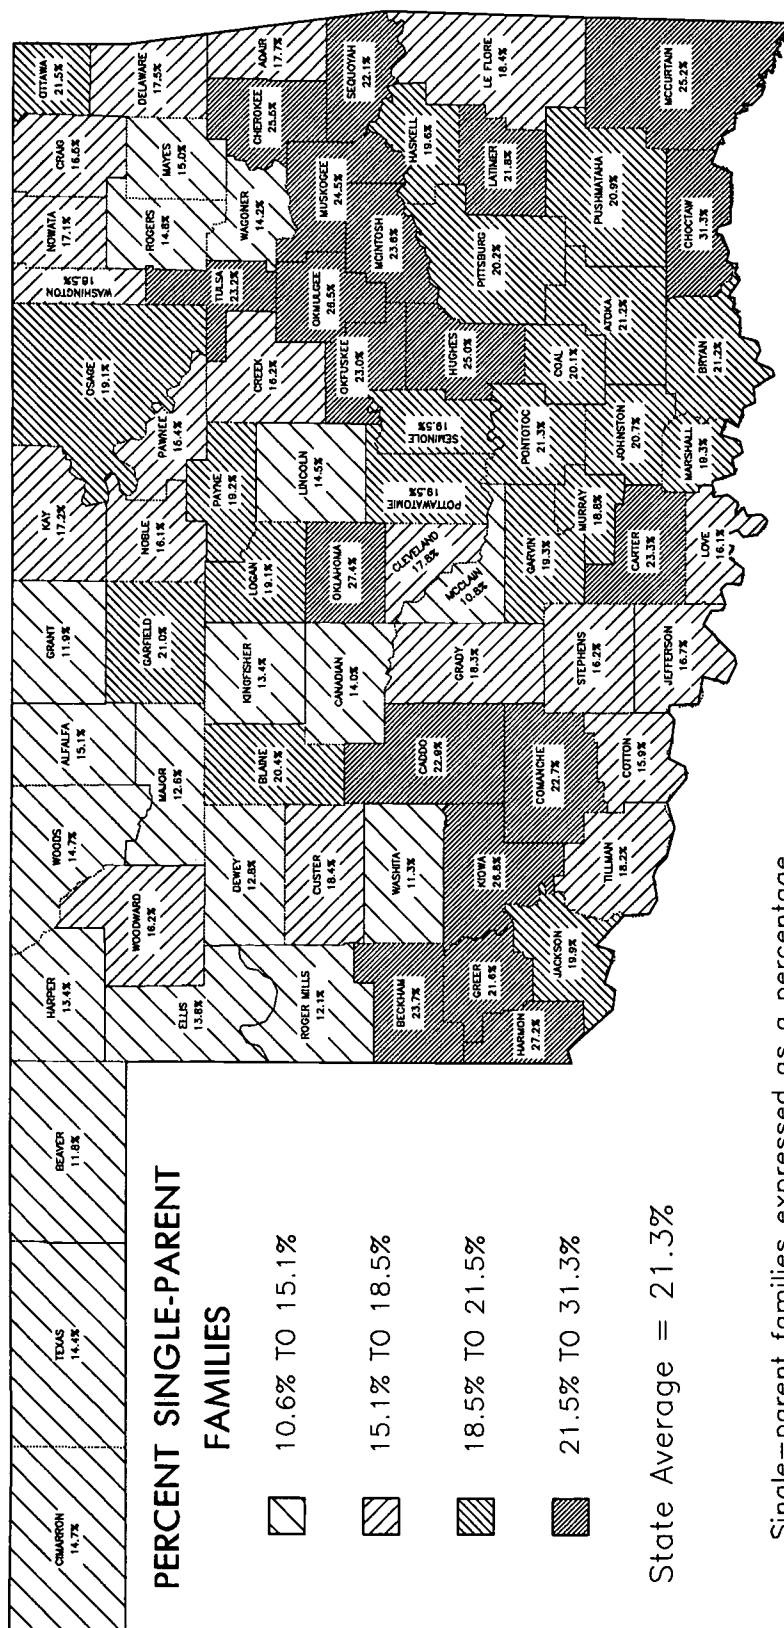 CIMARRON
14.7%
TEXAS
14.4%
BEAVER
11.8%
HARPER
13.4%
WOODS
14.7%
ALFALFA
15.1%
GRANT
11.9%
KAY
17.2%
OSAGE
19.1%
WASHINGTON
18.5%
NOWATA
17.1%
CRAIG
16.6%
OTTAWA
21.5%
ELLIS
13.8%
WOODWARD
16.2%
MAJOR
12.6%
GARFIELD
21.0%
NOBLE
16.1%
PAWNEE
16.4%
ROGERS
14.8%
MAYES
15.0%
DELAWARE
17.5%
ROGER MILLS
12.1%
DEWEY
12.8%
BLAINE
20.4%
KINGFISHER
13.4%
LOGAN
19.1%
PAYNE
19.2%
CREEK
16.2%
TULSA
23.2%
WAGONER
14.2%
CHEROKEE
25.5%
ADAIR
17.7%
CUSTER
18.4%
CANADIAN
14.0%
OKLAHOMA
27.4%
LINCOLN
14.5%
OKFUSKEE
23.0%
OKMULGEE
26.5%
MUSKOGEE
24.5%
SEQUOYAH
22.1%
BECKHAM
23.7%
WASHITA
11.3%
CADDO
22.9%
GRADY
18.3%
CLEVELAND
17.8%
MCCLAIN
10.6%
POTTAWATOMIE
19.5%
SEMINOLE
19.5%
HUGHES
25.0%
MCINTOSH
23.6%
HASKELL
19.6%
LE FLORE
18.4%
GREER
21.6%
KIOWA
26.8%
COMANCHE
22.7%
GARVIN
19.3%
PONTOTOC
21.3%
PITTSBURG
20.2%
LATIMER
21.8%
HARMON
27.2%
JACKSON
19.9%
TILLMAN
18.2%
COTTON
15.9%
STEPHENS
16.2%
MURRAY
18.8%
COAL
20.1%
JEFFERSON
16.7%
CARTER
23.3%
JOHNSTON
20.7%
ATOKA
21.2%
PUSHMATAHA
20.9%
MCCURTAIN
25.2%
LOVE
16.1%
MARSHALL
19.3%
BRYAN
21.2%
CHOCTAW
31.3%
PERCENT SINGLE-PARENT
FAMILIES
10.6% TO 15.1%
15.1% TO 18.5%
18.5% TO 21.5%
21.5% TO 31.3%
State Average = 21.3%
Single-parent families expressed as a percentage